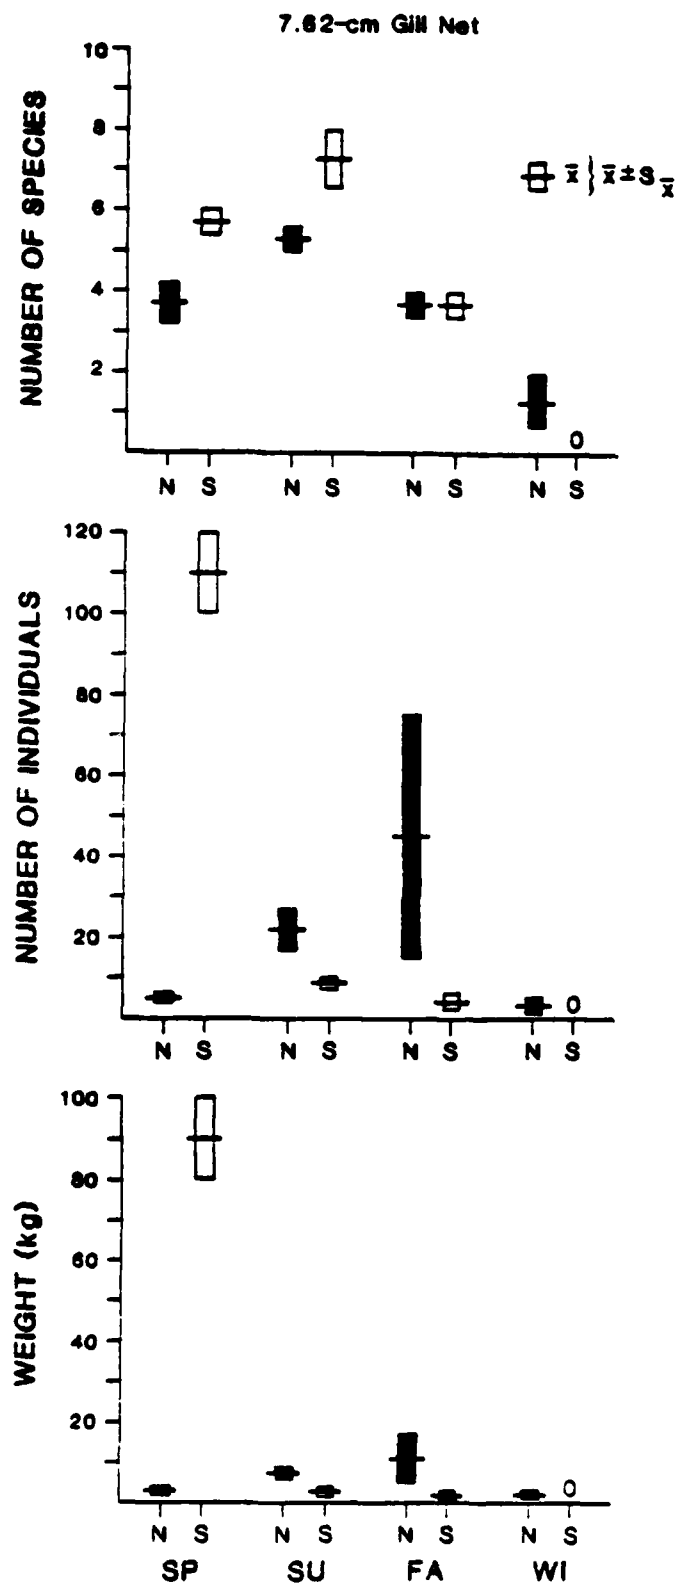 7.62-cm Gill Net
NUMBER OF SPECIES
10
8
6
4
2
x̄ } x̄ ± S x̄
0
N S N S N S N S
NUMBER OF INDIVIDUALS
120
100
80
60
40
20
0
N S N S N S N S
WEIGHT (kg)
100
80
60
40
20
0
N S N S N S N S
SP SU FA WI